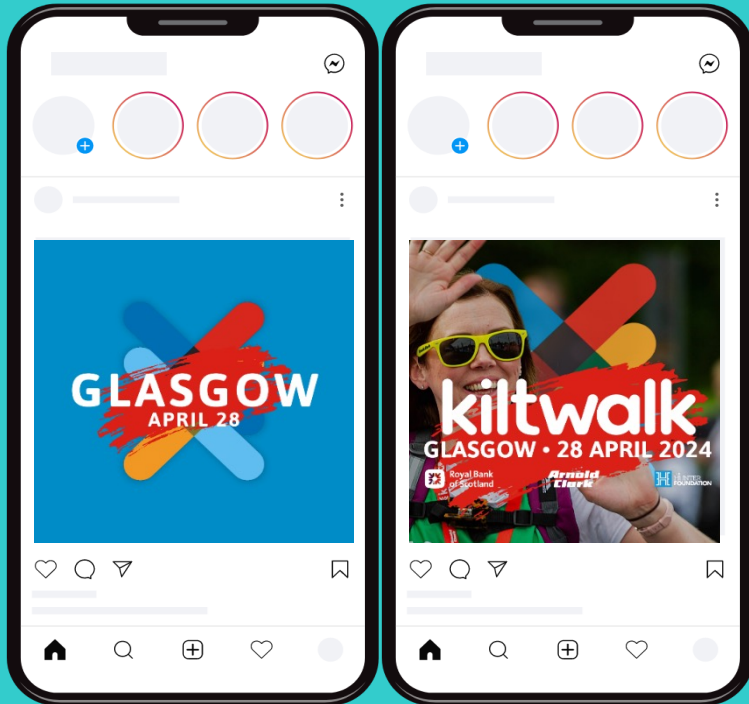 GLASGOW
APRIL 28
kiltwalk
GLASGOW • 28 APRIL 2024
Royal Bank
of Scotland
Arnold
Clark
FOUNDATION